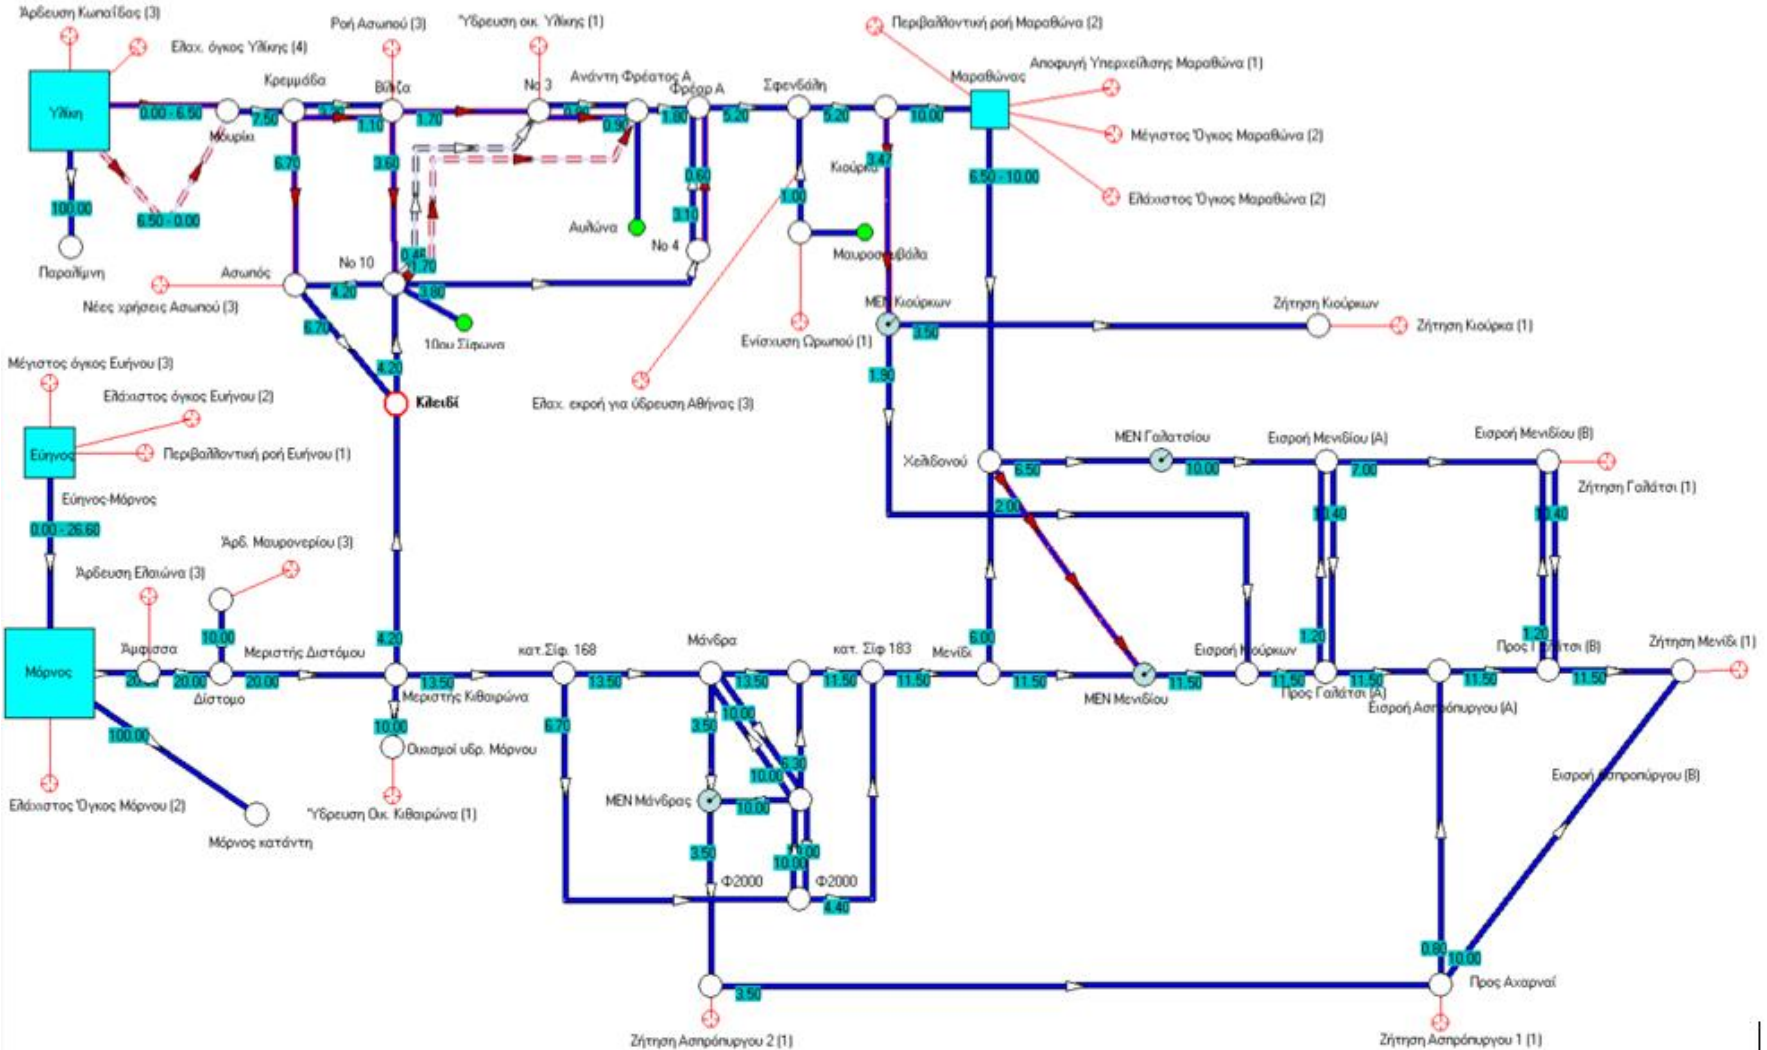 Άρδευση Κωπαΐδας (3)
Ελαχ. όγκος Υλίκης (4)
Ροή Ασωπού (3)
Ύδρευση οικ. Υλίκης (1)
Περιβαλλοντική ροή Μαραθώνα (2)
Αποφυγή Υπερχείλισης Μαραθώνα (1)
Υλίκη
Κρεμμάδα
Βίλιζα
Νο 3
Ανάντη Φρέατος Α
Φρέαρ Α
Σφενδάλη
Μαραθώνας
0.00 - 6.50
7.50
1.10
1.70
0.90
1.80
5.20
5.20
10.00
Μουρίκι
Μέγιστος Όγκος Μαραθώνα (2)
6.70
3.60
0.60
3.47
Κιούρκα
6.50 - 10.00
Ελάχιστος Όγκος Μαραθώνα (2)
100.00
6.50 - 0.00
3.10
1.00
Αυλώνα
Νο 4
Μαυροσουβάλα
Παραλίμνη
Ασωπός
Νο 10
1.70
4.20
3.80
Νέες χρήσεις Ασωπού (3)
ΜΕΝ Κιούρκων
Ζήτηση Κιούρκων
6.70
10ου Σίφωνα
Ενίσχυση Ωρωπού (1)
3.50
Ζήτηση Κιούρκα (1)
Μέγιστος όγκος Ευήνου (3)
4.20
1.90
Ελάχιστος όγκος Ευήνου (2)
Κλειδί
Ελαχ. εκροή για ύδρευση Αθήνας (3)
Εύηνος
Περιβαλλοντική ροή Ευήνου (1)
Χελιδονού
ΜΕΝ Γαλατσίου
Εισροή Μενιδίου (Α)
Εισροή Μενιδίου (Β)
6.50
10.00
7.00
Ζήτηση Γαλάτσι (1)
Εύηνος-Μόρνος
2.00
10.40
10.40
0.00 - 26.60
Άρδ. Μαυρονερίου (3)
Άρδευση Ελαιώνα (3)
10.00
4.20
6.00
1.20
1.20
Μόρνος
Άμφισσα
Μεριστής Διστόμου
κατ.Σίφ. 168
Μάνδρα
κατ. Σίφ 183
Μενίδι
Εισροή Κιούρκων
Προς Γαλάτσι (Β)
Ζήτηση Μενίδι (1)
20.00
20.00
20.00
13.50
13.50
13.50
11.50
11.50
11.50
11.50
11.50
11.50
11.50
11.50
Δίστομο
Μεριστής Κιθαιρώνα
ΜΕΝ Μενιδίου
Προς Γαλάτσι (Α)
Εισροή Ασπρόπυργου (Α)
100.00
10.00
6.70
3.50
10.00
Οικισμοί υδρ. Μόρνου
6.30
10.00
Εισροή Ασπροπύργου (Β)
Ελάχιστος Όγκος Μόρνου (2)
Ύδρευση Οικ. Κιθαιρώνα (1)
ΜΕΝ Μάνδρας
10.00
Μόρνος κατάντη
3.50
10.00
Φ2000
Φ2000
4.40
0.80
10.00
3.50
Προς Αχαρναί
Ζήτηση Ασπρόπυργου 2 (1)
Ζήτηση Ασπρόπυργου 1 (1)